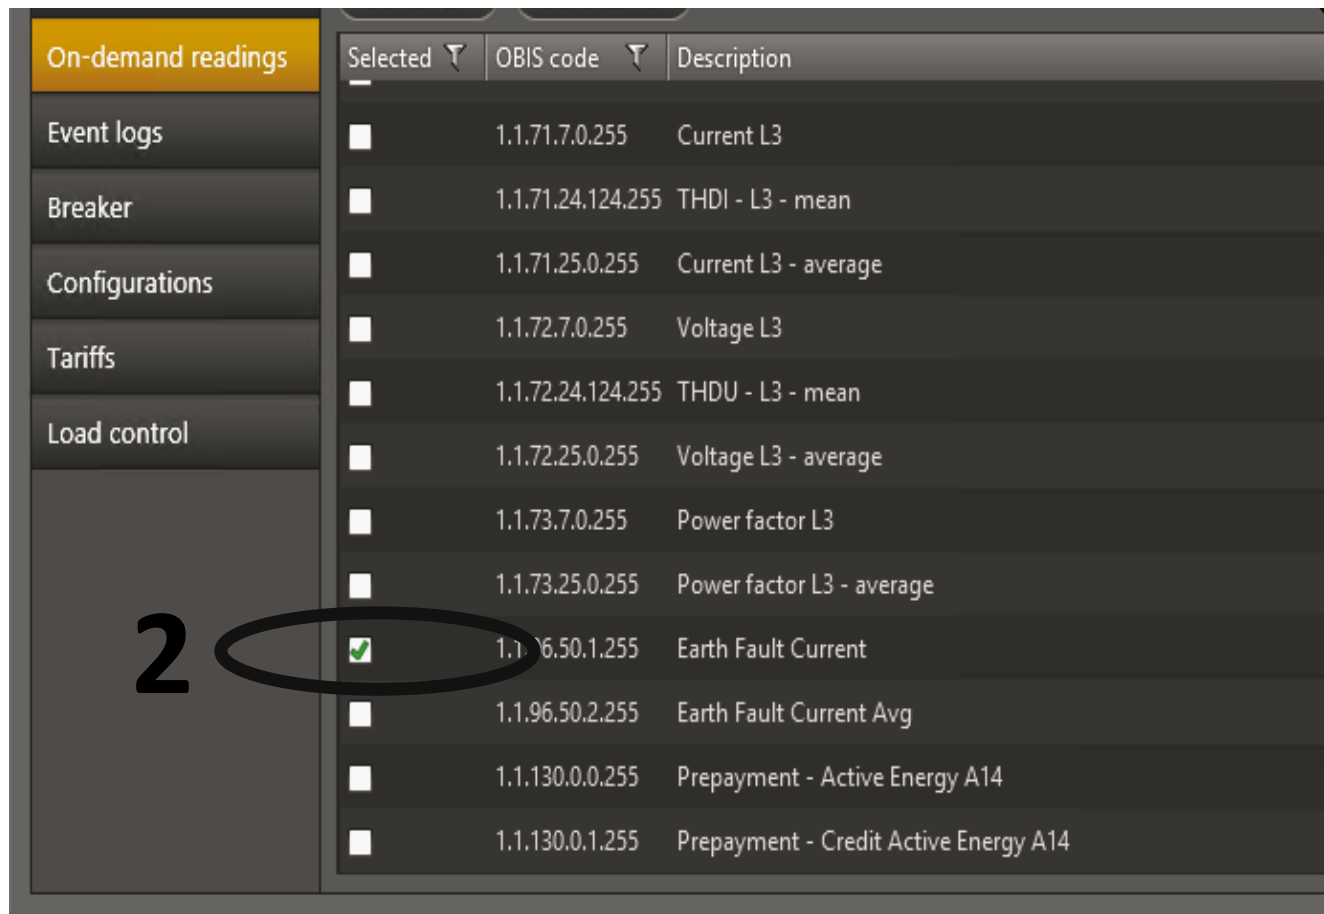 On-demand readings
Event logs
Breaker
Configurations
Tariffs
Load control
2
Selected OBIS code Description
1.1.71.7.0.255 Current L3
1.1.71.24.124.255 THDI - L3 - mean
1.1.71.25.0.255 Current L3 - average
1.1.72.7.0.255 Voltage L3
1.1.72.24.124.255 THDU - L3 - mean
1.1.72.25.0.255 Voltage L3 - average
1.1.73.7.0.255 Power factor L3
1.1.73.25.0.255 Power factor L3 - average
Earth Fault Current
1.1.96.50.2.255 Earth Fault Current Avg
1.1.130.0.0.255 Prepayment - Active Energy A14
1.1.130.0.1.255 Prepayment - Credit Active Energy A14